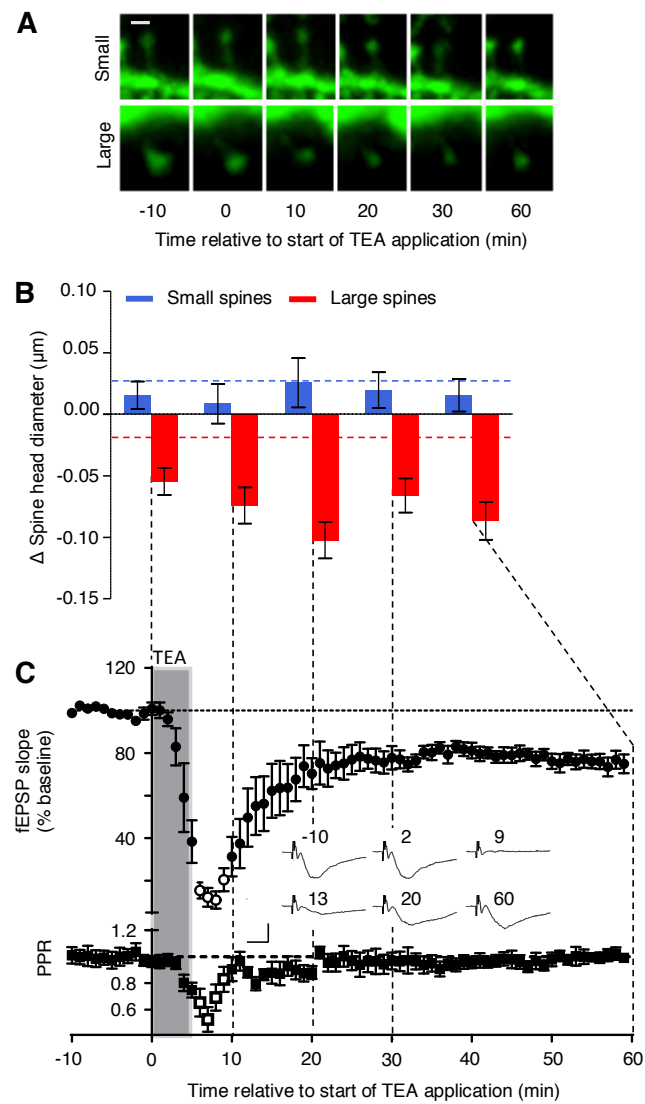 A
Small
Large
-10 0 10 20 30 60
Time relative to start of TEA application (min)
B
Small spines Large spines
Δ Spine head diameter (µm)
0.10
0.05
0.00
-0.05
-0.10
-0.15
C
TEA
fEPSP slope
(% baseline)
120
80
40
-10 2 9
13 20 60
PPR
1.2
0.8
0.6
-10 0 10 20 30 40 50 60
Time relative to start of TEA application (min)